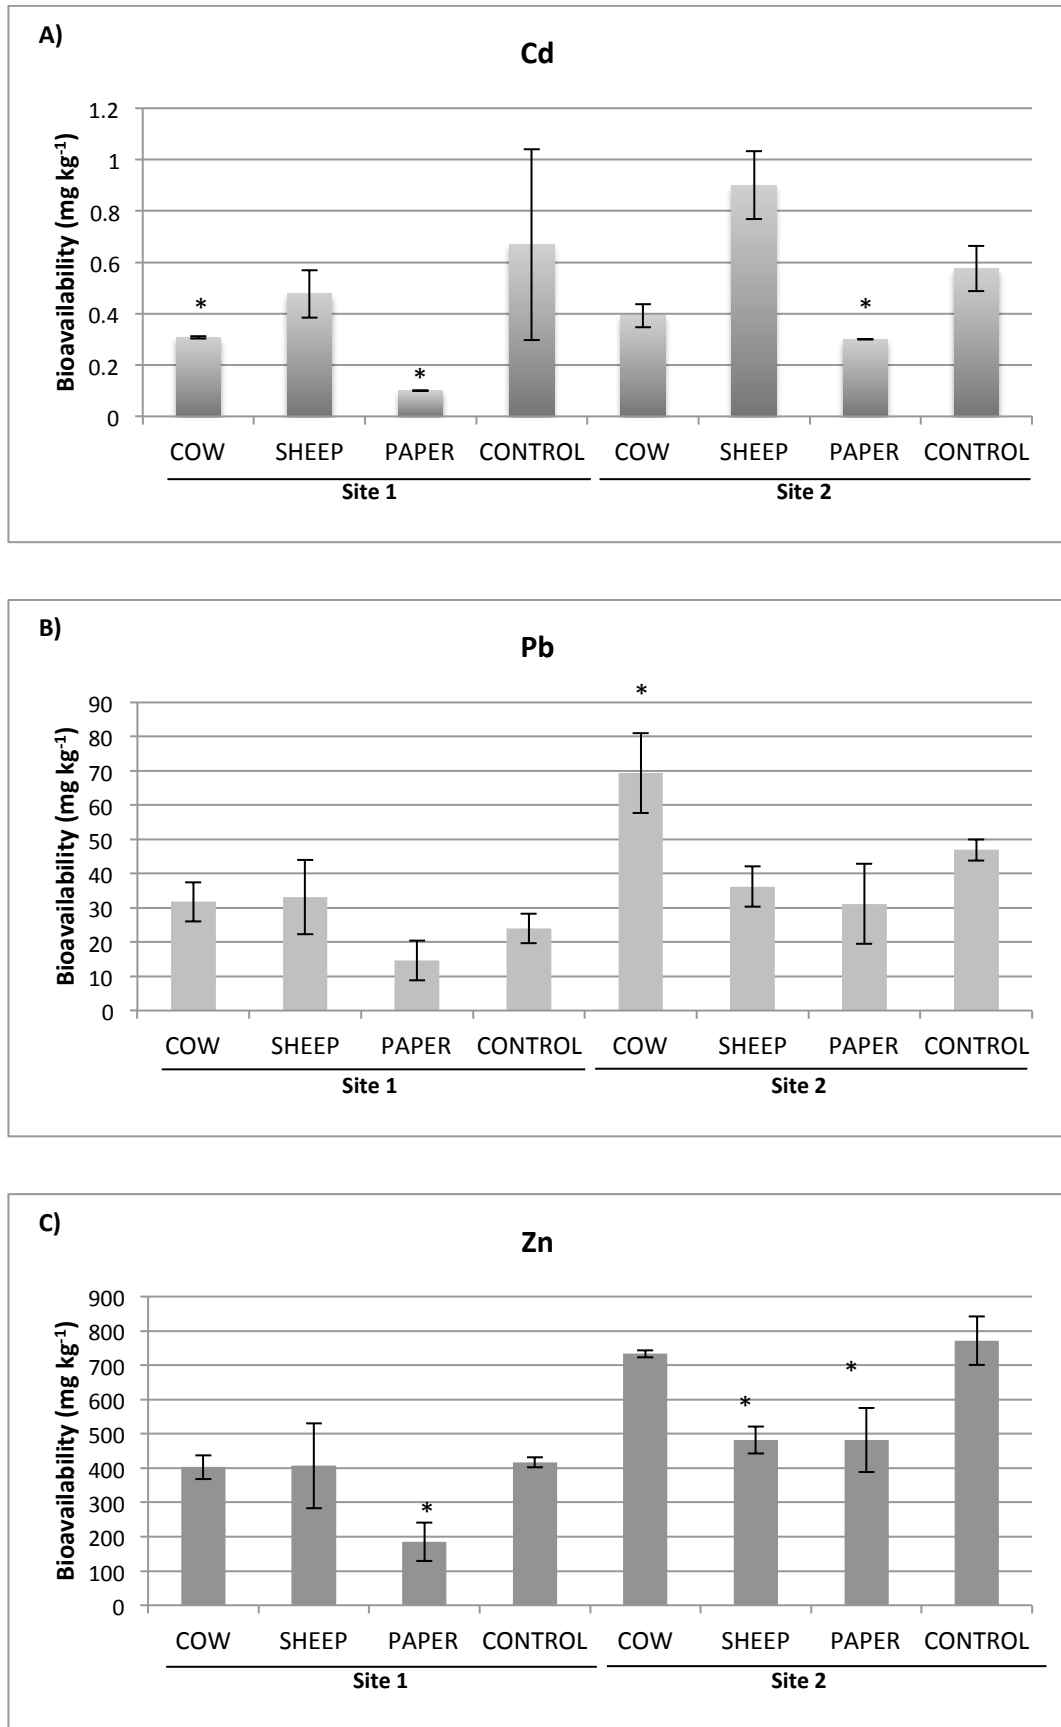 A)
Cd
Bioavailability (mg kg-1)
1.2
1
0.8
0.6
0.4
0.2
0
* * *
COW SHEEP PAPER CONTROL COW SHEEP PAPER CONTROL
Site 1 Site 2
B)
Pb
Bioavailability (mg kg-1)
*
90
80
70
60
50
40
30
20
10
0
COW SHEEP PAPER CONTROL COW SHEEP PAPER CONTROL
Site 1 Site 2
C)
Zn
Bioavailability (mg kg-1)
900
800
700
600
500
400
300
200
100
0
* * *
COW SHEEP PAPER CONTROL COW SHEEP PAPER CONTROL
Site 1 Site 2